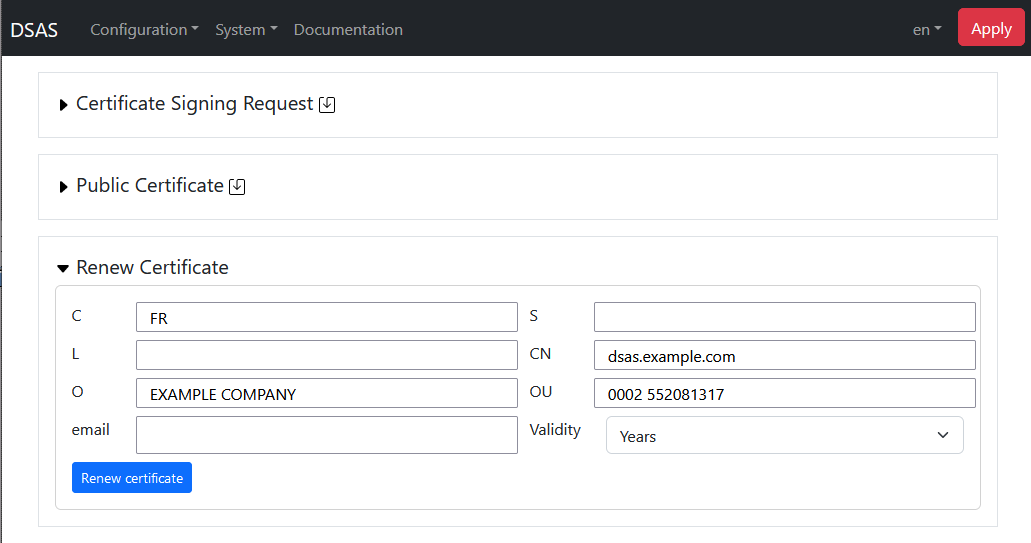 DSAS Configuration System Documentation en Apply
Certificate Signing Request
Public Certificate
Renew Certificate
C FR S
L CN dsas.example.com
O EXAMPLE COMPANY OU 0002 552081317
email Validity Years
Renew certificate